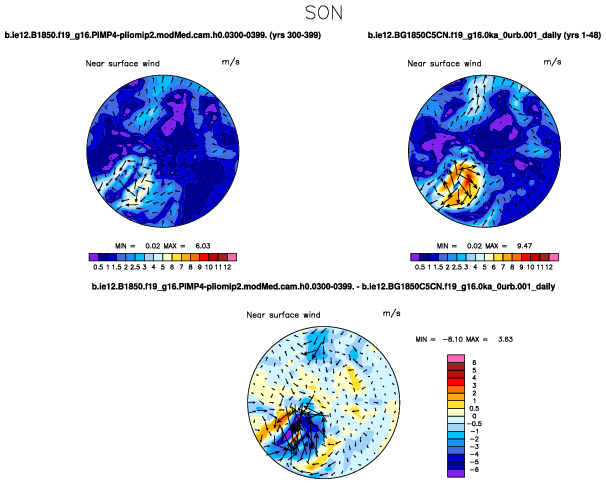 SON
b.ie12.B1850.f19_g16.PlMP4-pliomip2.modMed.cam.h0.0300-0399. (yrs 300-399)
b.ie12.BG1850C5CN.f19_g16.0ka_0urb.001_daily (yrs 1-48)
Near surface wind m/s
Near surface wind m/s
MIN = 0.02 MAX = 6.03
MIN = 0.02 MAX = 9.47
0.5 1 1.5 2 2.5 3 4 5 6 7 8 9 10 11 12
0.5 1 1.5 2 2.5 3 4 5 6 7 8 9 10 11 12
b.ie12.B1850.f19_g16.PlMP4-pliomip2.modMed.cam.h0.0300-0399. - b.ie12.BG1850C5CN.f19_g16.0ka_0urb.001_daily
Near surface wind m/s
MIN = -8.10 MAX = 3.63
6
5
4
3
2
1
0.5
0
-0.5
-1
-2
-3
-4
-5
-6